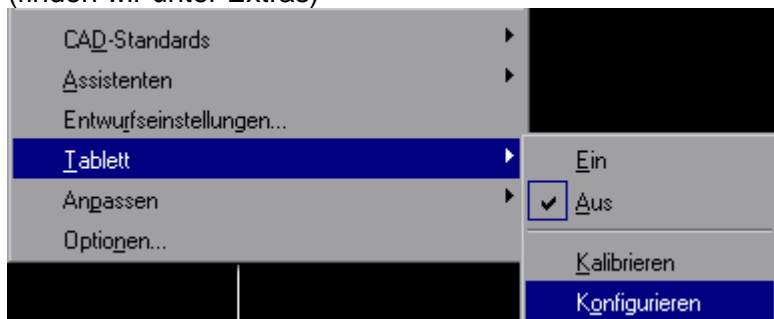 (finden wir unter Extras)
CAD-Standards
Assistenten
Entwurfseinstellungen...
Tablett
Anpassen
Optionen...
Ein
Aus
Kalibrieren
Konfigurieren